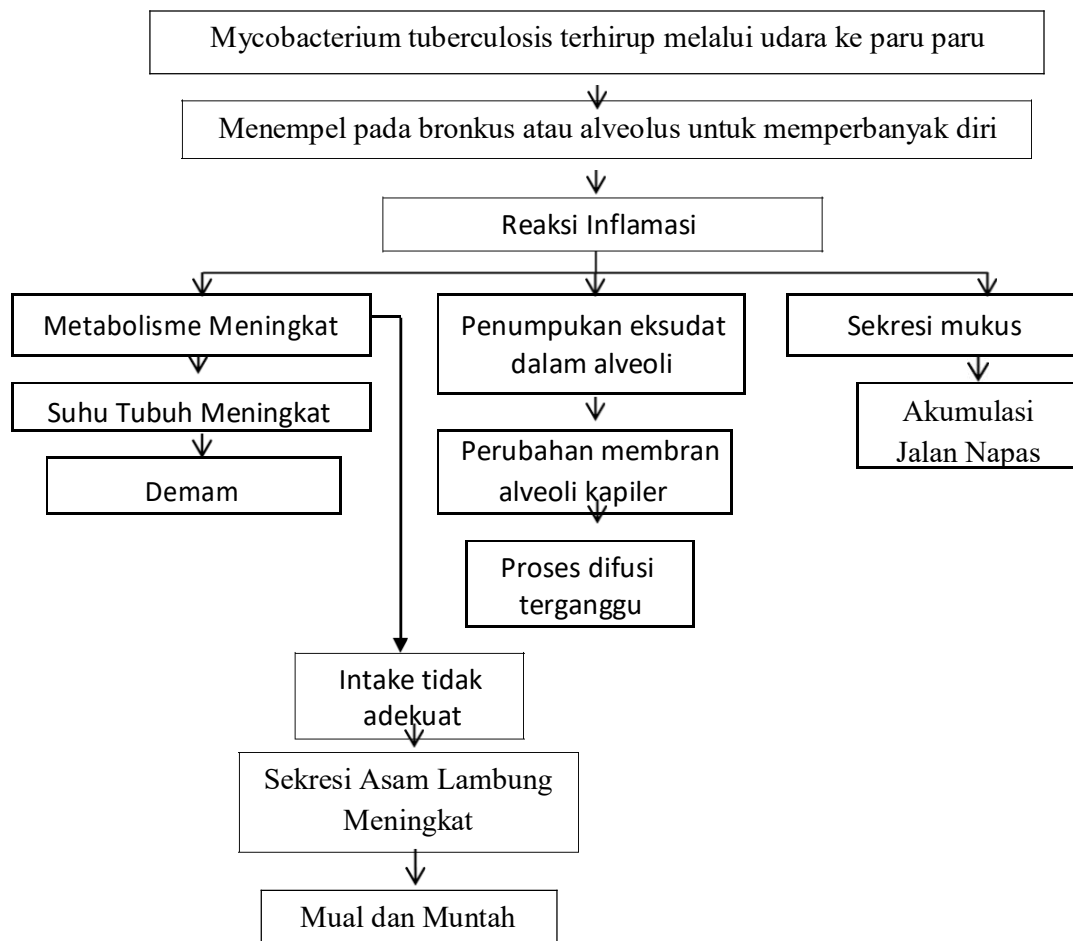 Mycobacterium tuberculosis terhirup melalui udara ke paru paru
Menempel pada bronkus atau alveolus untuk memperbanyak diri
Reaksi Inflamasi
Metabolisme Meningkat
Suhu Tubuh Meningkat
Demam
Penumpukan eksudat
dalam alveoli
Perubahan membran
alveoli kapiler
Proses difusi
terganggu
Sekresi mukus
Akumulasi
Jalan Napas
Intake tidak
adekuat
Sekresi Asam Lambung
Meningkat
Mual dan Muntah